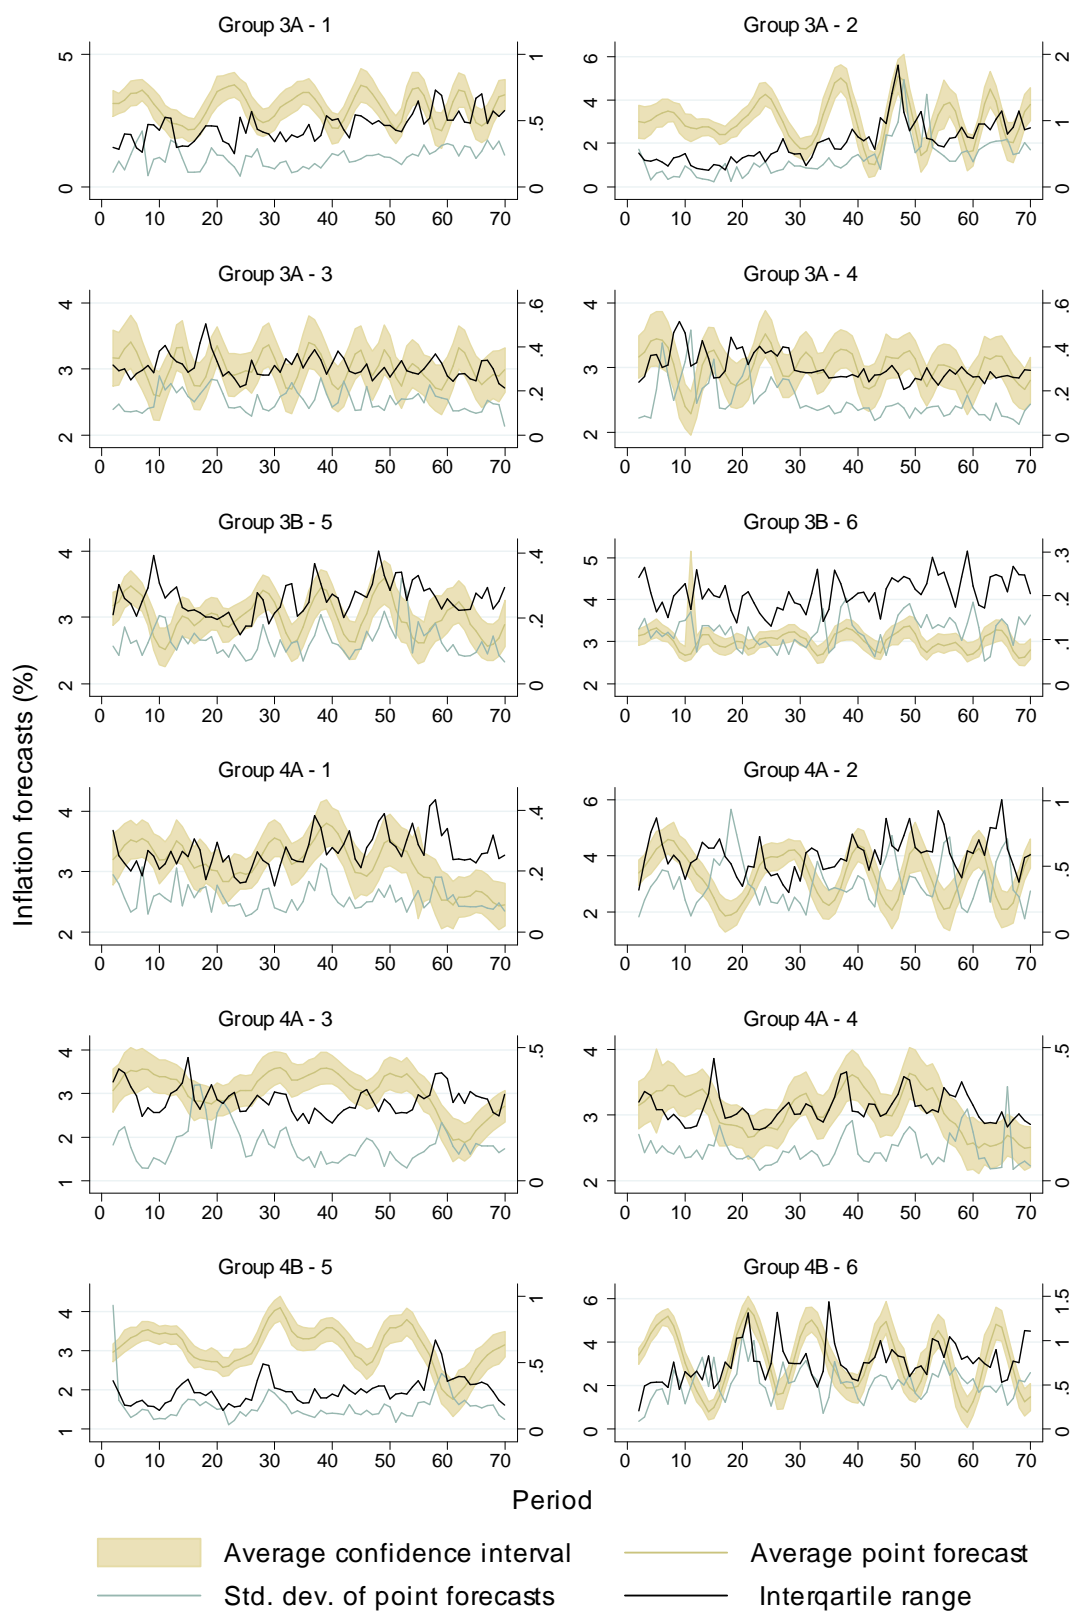 Group 3A - 1
Group 3A - 2
5
0
1
.5
0
0 10 20 30 40 50 60 70
6
4
2
0
2
1
0
0 10 20 30 40 50 60 70
Group 3A - 3
Group 3A - 4
4
3
2
.6
.4
.2
0
0 10 20 30 40 50 60 70
4
3
2
.6
.4
.2
0
0 10 20 30 40 50 60 70
Group 3B - 5
Group 3B - 6
4
3
2
.4
.2
0
0 10 20 30 40 50 60 70
5
4
3
2
.3
.2
.1
0
0 10 20 30 40 50 60 70
Inflation forecasts (%)
Group 4A - 1
Group 4A - 2
4
3
2
.4
.2
0
0 10 20 30 40 50 60 70
6
4
2
1
.5
0
0 10 20 30 40 50 60 70
Group 4A - 3
Group 4A - 4
4
3
2
1
.5
0
0 10 20 30 40 50 60 70
4
3
2
.5
0
0 10 20 30 40 50 60 70
Group 4B - 5
Group 4B - 6
4
3
2
1
1
.5
0
0 10 20 30 40 50 60 70
6
4
2
0
1.5
1
.5
0
0 10 20 30 40 50 60 70
Period
Average confidence interval
Average point forecast
Std. dev. of point forecasts
Interqartile range